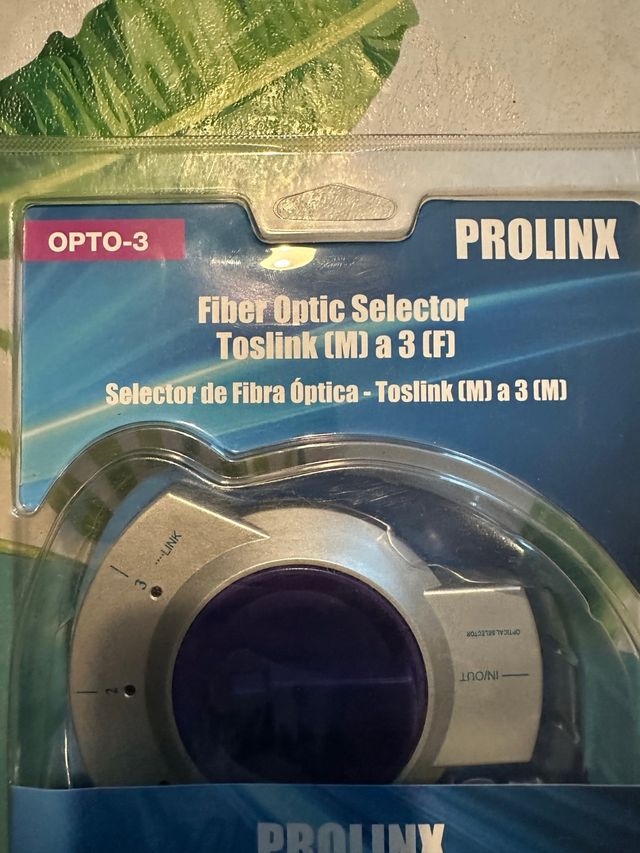 OPTO-3
PROLINX
Fiber Optic Selector
Toslink (M) a 3 (F)
Selector de Fibra Óptica - Toslink (M) a 3 (M)
LINK
3
2
OPTICAL SELECTOR
IN/OUT
PROLINX